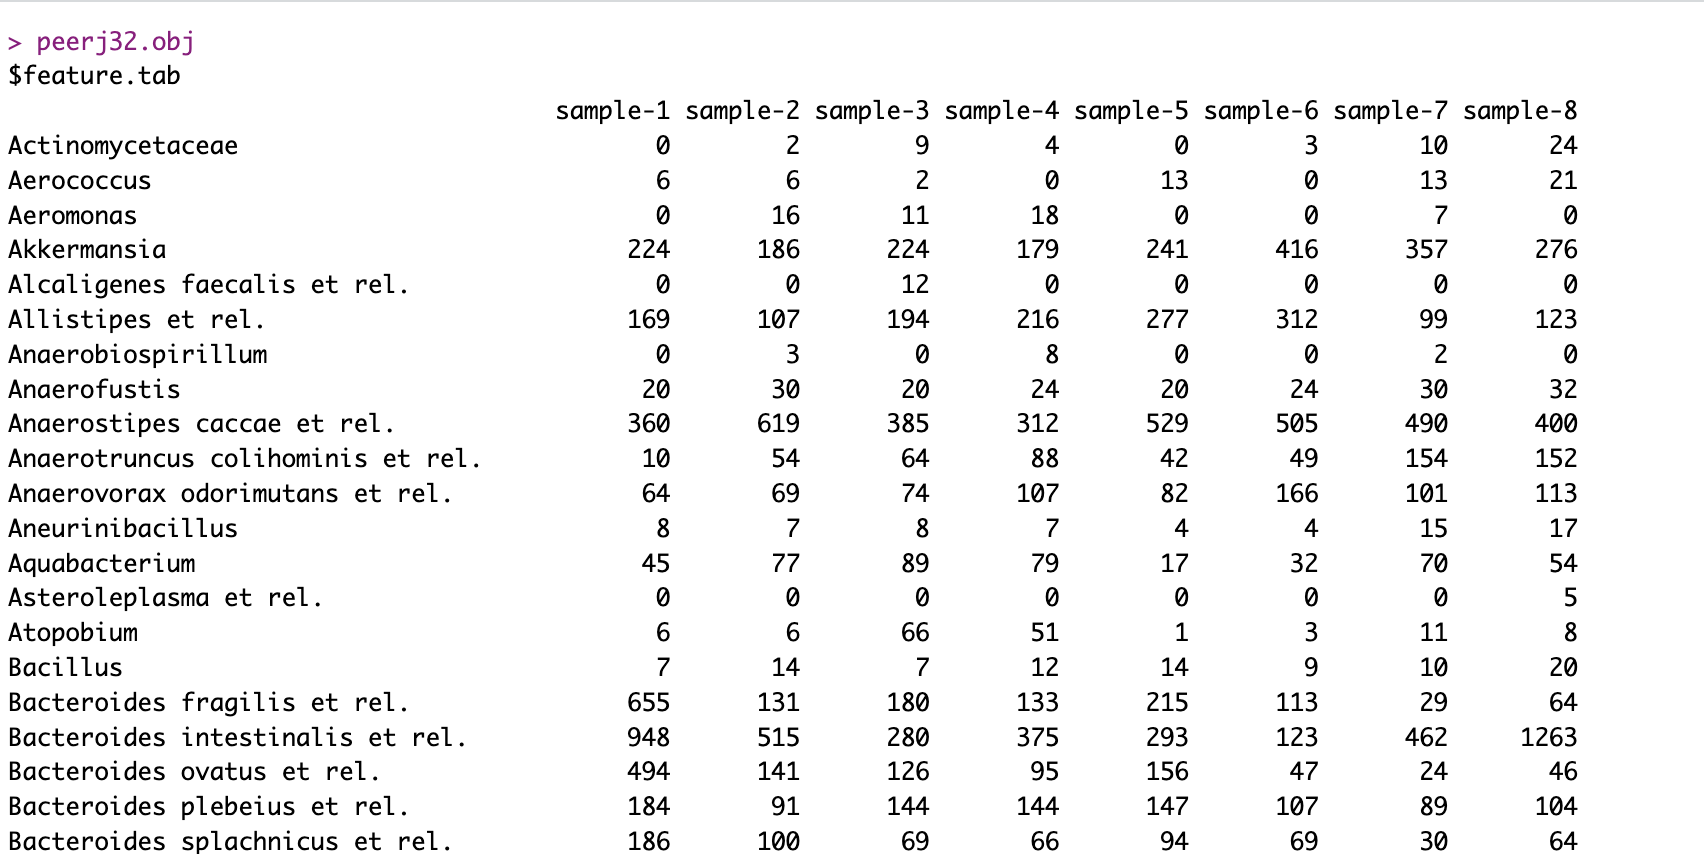 > peerj32.obj
$feature.tab
sample-1 sample-2 sample-3 sample-4 sample-5 sample-6 sample-7 sample-8
Actinomycetaceae 0 2 9 4 0 3 10 24
Aerococcus 6 6 2 0 13 0 13 21
Aeromonas 0 16 11 18 0 0 7 0
Akkermansia 224 186 224 179 241 416 357 276
Alcaligenes faecalis et rel. 0 0 12 0 0 0 0 0
Allistipes et rel. 169 107 194 216 277 312 99 123
Anaerobiospirillum 0 3 0 8 0 0 2 0
Anaerofustis 20 30 20 24 20 24 30 32
Anaerostipes caccae et rel. 360 619 385 312 529 505 490 400
Anaerotruncus colihominis et rel. 10 54 64 88 42 49 154 152
Anaerovorax odorimutans et rel. 64 69 74 107 82 166 101 113
Aneurinibacillus 8 7 8 7 4 4 15 17
Aquabacterium 45 77 89 79 17 32 70 54
Asteroleplasma et rel. 0 0 0 0 0 0 0 5
Atopobium 6 6 66 51 1 3 11 8
Bacillus 7 14 7 12 14 9 10 20
Bacteroides fragilis et rel. 655 131 180 133 215 113 29 64
Bacteroides intestinalis et rel. 948 515 280 375 293 123 462 1263
Bacteroides ovatus et rel. 494 141 126 95 156 47 24 46
Bacteroides plebeius et rel. 184 91 144 144 147 107 89 104
Bacteroides splachnicus et rel. 186 100 69 66 94 69 30 64